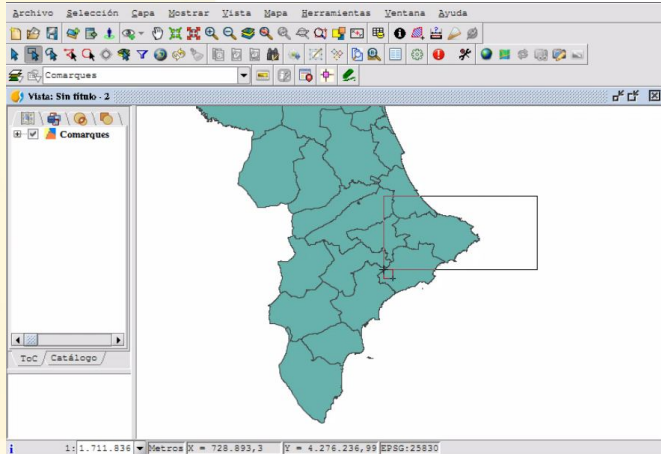 Archivo Selección Capa Mostrar Vista Mapa Herramientas Ventana Ayuda
Comarques
Vista: Sin título - 2
Comarques
ToC Catálogo
1: 1.711.836 Metros X = 728.893,3 Y = 4.276.236,99 EPSG:25830